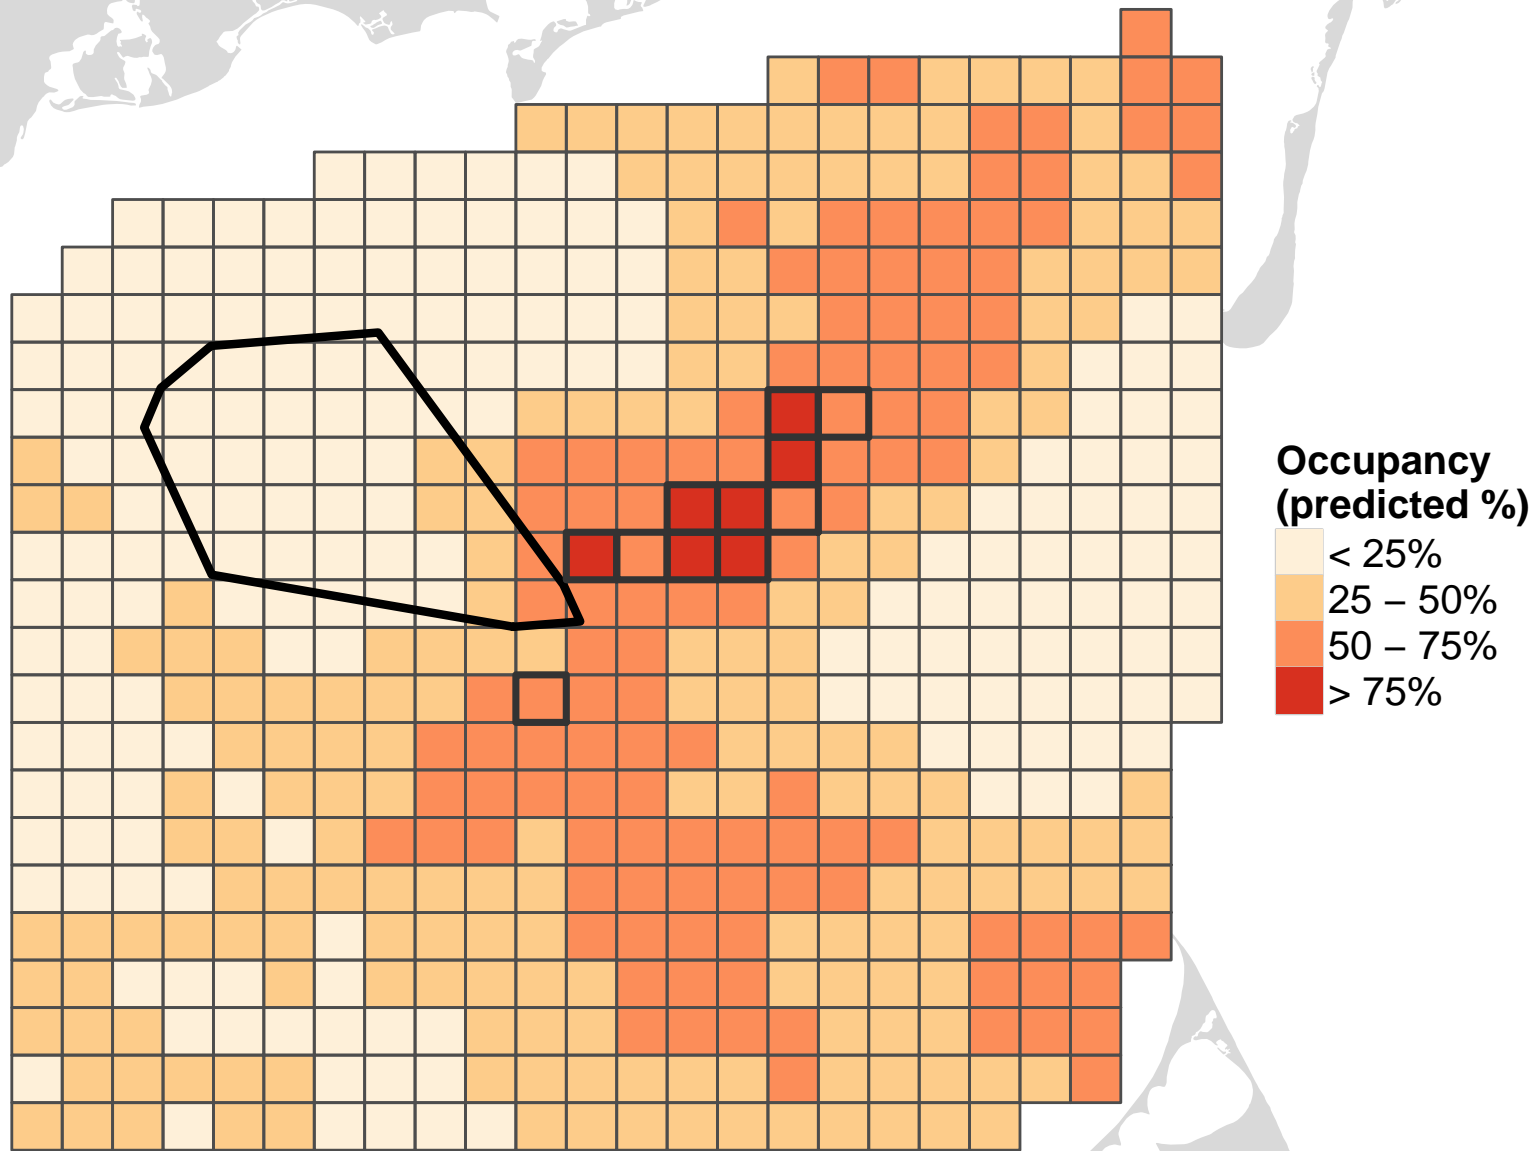 Occupancy
(predicted %)
< 25%
25 – 50%
50 – 75%
> 75%